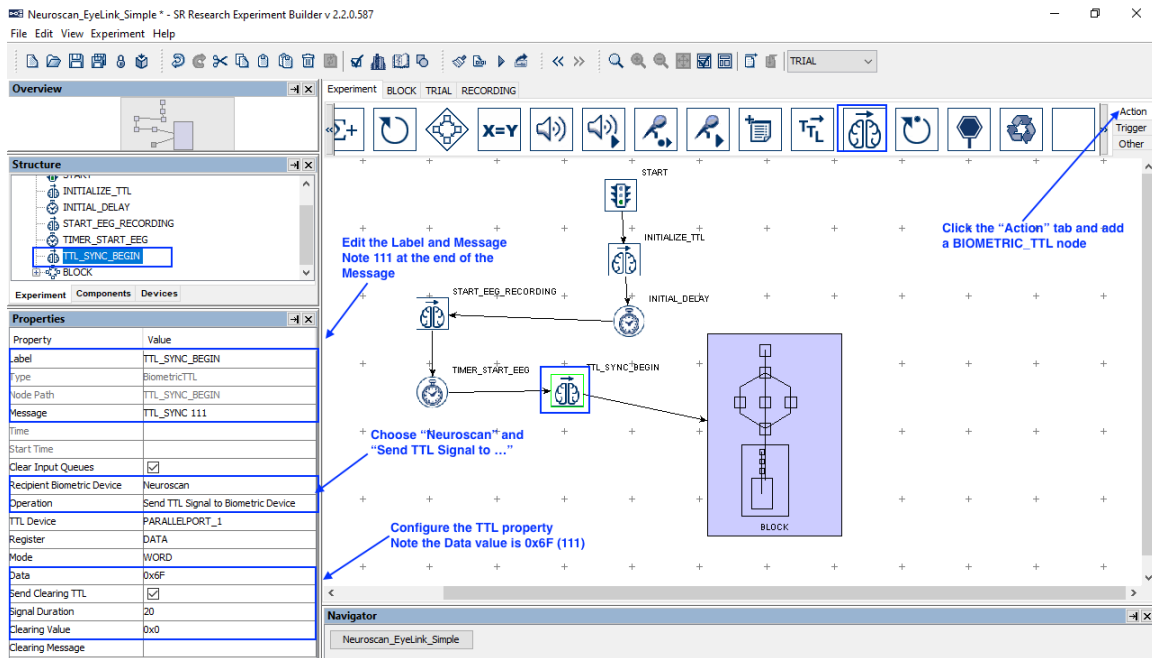 Neuroscan_EyeLink_Simple * - SR Research Experiment Builder v 2.2.0.587
File Edit View Experiment Help
TRIAL
Overview
Experiment BLOCK TRIAL RECORDING
X=Y
TTL
Action
Trigger
Other
Structure
START
INITIALIZE_TTL
INITIAL_DELAY
START_EEG_RECORDING
TIMER_START_EEG
TTL_SYNC_BEGIN
BLOCK
Experiment Components Devices
Properties
Property Value
Label TTL_SYNC_BEGIN
Type BiometricTTL
Node Path TTL_SYNC_BEGIN
Message TTL_SYNC 111
Time
Start Time
Clear Input Queues
Recipient Biometric Device Neuroscan
Operation Send TTL Signal to Biometric Device
TTL Device PARALLELPORT_1
Register DATA
Mode WORD
Data 0x6F
Send Clearing TTL
Signal Duration 20
Clearing Value 0x0
Clearing Message
START
INITIALIZE_TTL
Click the “Action” tab and add
a BIOMETRIC_TTL node
Edit the Label and Message
Note 111 at the end of the
Message
START_EEG_RECORDING
INITIAL_DELAY
TIMER_START_EEG
TTL_SYNC_BEGIN
Choose “Neuroscan” and
“Send TTL Signal to ...”
BLOCK
Configure the TTL property
Note the Data value is 0x6F (111)
Navigator
Neuroscan_EyeLink_Simple